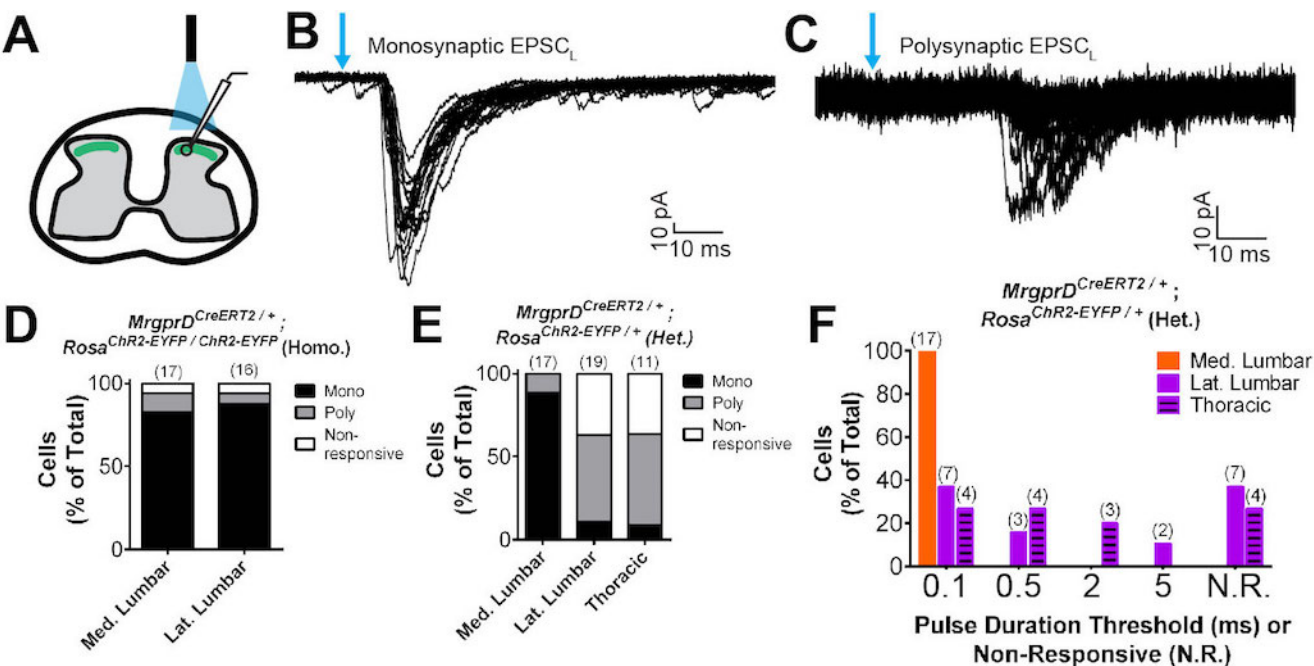 A
B
Monosynaptic EPSC_L
10 pA
10 ms
C
Polysynaptic EPSC_L
10 pA
10 ms
D
MrgprD^CreERT2 / + ;
Rosa^ChR2-EYFP / ChR2-EYFP (Homo.)
(17) (16)
100
50
0
Cells
(% of Total)
Mono
Poly
Non-
responsive
Med. Lumbar
Lat. Lumbar
E
MrgprD^CreERT2 / + ;
Rosa^ChR2-EYFP / + (Het.)
(17) (19) (11)
100
50
0
Cells
(% of Total)
Mono
Poly
Non-
responsive
Med. Lumbar
Lat. Lumbar
Thoracic
F
MrgprD^CreERT2 / + ;
Rosa^ChR2-EYFP / + (Het.)
100
80
60
40
20
0
Cells
(% of Total)
(17)
(7)
(4)
(3)
(4)
(3)
(2)
(7)
(4)
Med. Lumbar
Lat. Lumbar
Thoracic
0.1 0.5 2 5 N.R.
Pulse Duration Threshold (ms) or
Non-Responsive (N.R.)